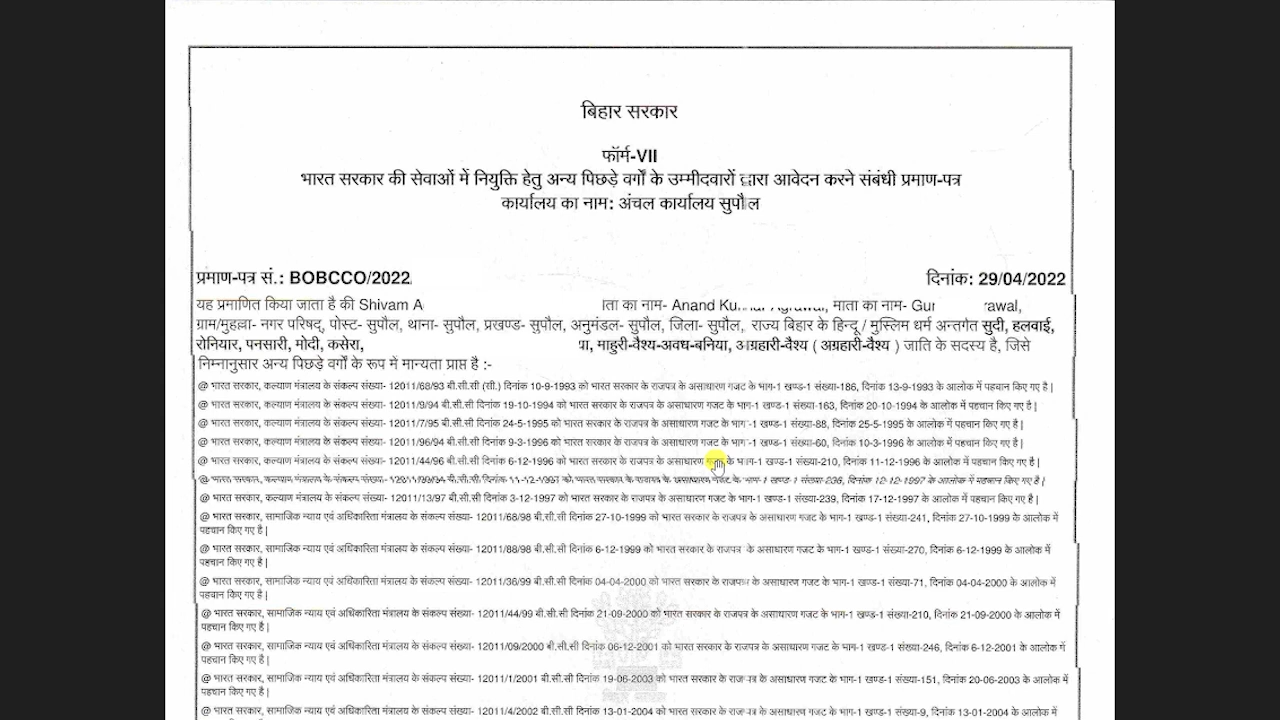 बिहार सरकार
फॉर्म-VII
भारत सरकार की सेवाओं में नियुक्ति हेतु अन्य पिछड़े वर्गों के उम्मीदवारों द्वारा आवेदन करने संबंधी प्रमाण-पत्र
कार्यालय का नाम: अंचल कार्यालय सुपौल
प्रमाण-पत्र सं.: BOBCCO/2022 दिनांक: 29/04/2022
यह प्रमाणित किया जाता है की Shivam A ता का नाम- Anand माता का नाम-
ग्राम/मुहल्ला- नगर परिषद्, पोस्ट- सुपौल, थाना- सुपौल, प्रखण्ड- सुपौल, अनुमंडल- सुपौल, जिला- सुपौल, राज्य बिहार के हिन्दू / मुस्लिम धर्म अन्तर्गत सुदी, हलवाई,
रोनियार, पनसारी, मोदी, कसेरा, माहुरी-वैश्य-अवध-बनिया, अग्रहारी-वैश्य ( अग्रहारी-वैश्य ) जाति के सदस्य है, जिसे
निम्नानुसार अन्य पिछड़े वर्गों के रूप में मान्यता प्राप्त है :-
@ भारत सरकार, कल्याण मंत्रालय के संकल्प संख्या- 12011/68/93 बी.सी.सी (सी.) दिनांक 10-9-1993 को भारत सरकार के राजपत्र के असाधारण गजट के भाग-1 खण्ड-1 संख्या-186, दिनांक 13-9-1993 के आलोक में पहचान किए गए है |
@ भारत सरकार, कल्याण मंत्रालय के संकल्प संख्या- 12011/9/94 बी.सी.सी दिनांक 19-10-1994 को भारत सरकार के राजपत्र के असाधारण गजट के भाग-1 खण्ड-1 संख्या-163, दिनांक 20-10-1994 के आलोक में पहचान किए गए है |
@ भारत सरकार, कल्याण मंत्रालय के संकल्प संख्या- 12011/7/95 बी.सी.सी दिनांक 24-5-1995 को भारत सरकार के राजपत्र के असाधारण गजट के भाग-1 खण्ड-1 संख्या-88, दिनांक 25-5-1995 के आलोक में पहचान किए गए है |
@ भारत सरकार, कल्याण मंत्रालय के संकल्प संख्या- 12011/96/94 बी.सी.सी दिनांक 9-3-1996 को भारत सरकार के राजपत्र के असाधारण गजट के भाग-1 खण्ड-1 संख्या-60, दिनांक 10-3-1996 के आलोक में पहचान किए गए है |
@ भारत सरकार, कल्याण मंत्रालय के संकल्प संख्या- 12011/44/96 बी.सी.सी दिनांक 6-12-1996 को भारत सरकार के राजपत्र के असाधारण गजट के भाग-1 खण्ड-1 संख्या-210, दिनांक 11-12-1996 के आलोक में पहचान किए गए है |
@ भारत सरकार, कल्याण मंत्रालय के संकल्प संख्या- के आलोक में पहचान किए गए है |
@ भारत सरकार, कल्याण मंत्रालय के संकल्प संख्या- 12011/13/97 बी.सी.सी दिनांक 3-12-1997 को भारत सरकार के राजपत्र के असाधारण गजट के भाग-1 खण्ड-1 संख्या-239, दिनांक 17-12-1997 के आलोक में पहचान किए गए है |
@ भारत सरकार, सामाजिक न्याय एवं अधिकारिता मंत्रालय के संकल्प संख्या- 12011/68/98 बी.सी.सी दिनांक 27-10-1999 को भारत सरकार के राजपत्र के असाधारण गजट के भाग-1 खण्ड-1 संख्या-241, दिनांक 27-10-1999 के आलोक में
पहचान किए गए है |
@ भारत सरकार, सामाजिक न्याय एवं अधिकारिता मंत्रालय के संकल्प संख्या- 12011/88/98 बी.सी.सी दिनांक 6-12-1999 को भारत सरकार के राजपत्र के असाधारण गजट के भाग-1 खण्ड-1 संख्या-270, दिनांक 6-12-1999 के आलोक में
पहचान किए गए है |
@ भारत सरकार, सामाजिक न्याय एवं अधिकारिता मंत्रालय के संकल्प संख्या- 12011/36/99 बी.सी.सी दिनांक 04-04-2000 को भारत सरकार के राजपत्र के असाधारण गजट के भाग-1 खण्ड-1 संख्या-71, दिनांक 04-04-2000 के आलोक में
पहचान किए गए है |
@ भारत सरकार, सामाजिक न्याय एवं अधिकारिता मंत्रालय के संकल्प संख्या- 12011/44/99 बी.सी.सी दिनांक 21-09-2000 को भारत सरकार के राजपत्र के असाधारण गजट के भाग-1 खण्ड-1 संख्या-210, दिनांक 21-09-2000 के आलोक में
पहचान किए गए है |
@ भारत सरकार, सामाजिक न्याय एवं अधिकारिता मंत्रालय के संकल्प संख्या- 12011/09/2000 बी.सी.सी दिनांक 06-12-2001 को भारत सरकार के राजपत्र के असाधारण गजट के भाग-1 खण्ड-1 संख्या-246, दिनांक 6-12-2001 के आलोक में
पहचान किए गए है |
@ भारत सरकार, सामाजिक न्याय एवं अधिकारिता मंत्रालय के संकल्प संख्या- 12011/1/2001 बी.सी.सी दिनांक 19-06-2003 को भारत सरकार के राजपत्र के असाधारण गजट के भाग-1 खण्ड-1 संख्या-151, दिनांक 20-06-2003 के आलोक में
पहचान किए गए है |
@ भारत सरकार, सामाजिक न्याय एवं अधिकारिता मंत्रालय के संकल्प संख्या- 12011/4/2002 बी.सी.सी दिनांक 13-01-2004 को भारत सरकार के राजपत्र के असाधारण गजट के भाग-1 खण्ड-1 संख्या-9, दिनांक 13-01-2004 के आलोक में